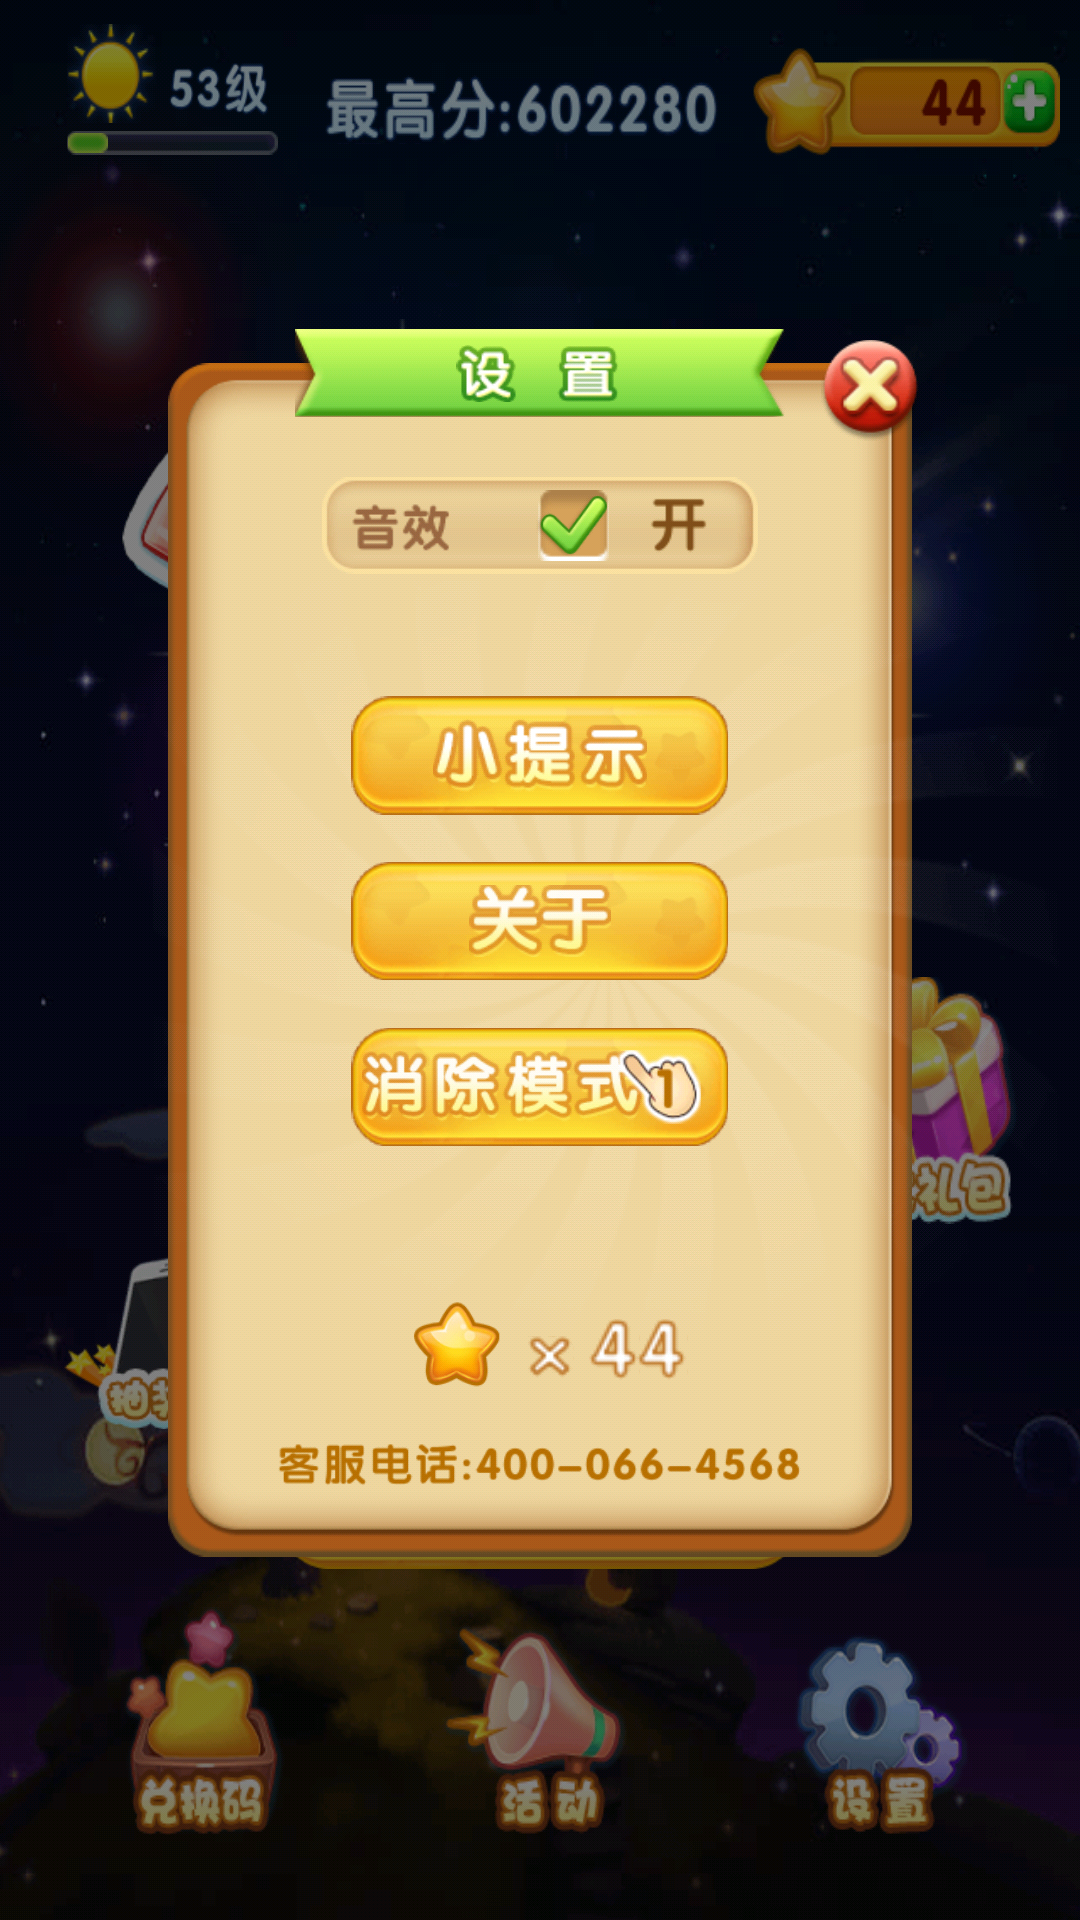 53级
最高分:602280
44
设 置
音效
开
小提示
关于
消除模式1
礼包
× 44
抽
客服电话:400-066-4568
兑换码
活动
设置